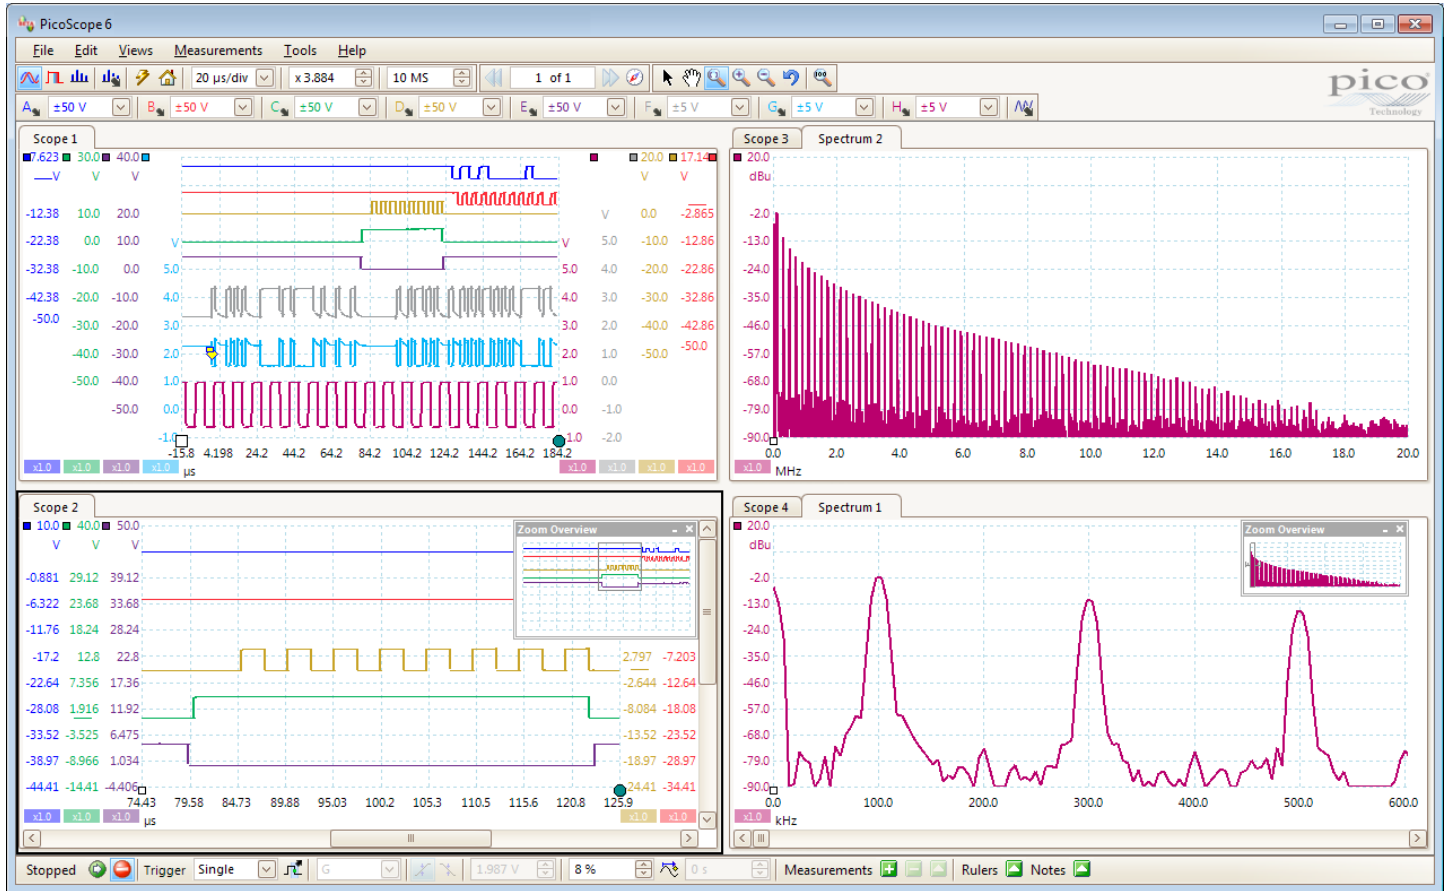 PicoScope 6
File Edit Views Measurements Tools Help
20 µs/div x 3.884 10 MS 1 of 1
A ±50 V B ±50 V C ±50 V D ±50 V E ±50 V F ±5 V G ±5 V H ±5 V
pico
Technology
Scope 1
7.623 30.0 40.0 20.0 17.14
V V V V V
-12.38 10.0 20.0 V 0.0 -2.865
-22.38 0.0 10.0 V V 5.0 -10.0 -12.86
-32.38 -10.0 0.0 5.0 5.0 4.0 -20.0 -22.86
-42.38 -20.0 -10.0 4.0 4.0 3.0 -30.0 -32.86
-50.0 -30.0 -20.0 3.0 3.0 2.0 -40.0 -42.86
-40.0 -30.0 2.0 2.0 1.0 -50.0 -50.0
-50.0 -40.0 1.0 1.0 0.0
-50.0 0.0 0.0 -1.0
-1.0 -1.0 -2.0
-15.8 4.198 24.2 44.2 64.2 84.2 104.2 124.2 144.2 164.2 184.2
x1.0 x1.0 x1.0 x1.0 µs x1.0 x1.0 x1.0 x1.0
Scope 3 Spectrum 2
20.0
dBu
-2.0
-13.0
-24.0
-35.0
-46.0
-57.0
-68.0
-79.0
-90.0
0.0 2.0 4.0 6.0 8.0 10.0 12.0 14.0 16.0 18.0 20.0
x1.0 MHz
Scope 2
10.0 40.0 50.0
V V V
Zoom Overview
-0.881 29.12 39.12
-6.322 23.68 33.68
-11.76 18.24 28.24
-17.2 12.8 22.8 2.797 -7.203
-22.64 7.356 17.36 -2.644 -12.64
-28.08 1.916 11.92 -8.084 -18.08
-33.52 -3.525 6.475 -13.52 -23.52
-38.97 -8.966 1.034 -18.97 -28.97
-44.41 -14.41 -4.406 -24.41 -34.41
74.43 79.58 84.73 89.88 95.03 100.2 105.3 110.5 115.6 120.8 125.9
x1.0 x1.0 x1.0 µs x1.0 x1.0
Scope 4 Spectrum 1
20.0
dBu
Zoom Overview
-2.0
-13.0
-24.0
-35.0
-46.0
-57.0
-68.0
-79.0
-90.0
0.0 100.0 200.0 300.0 400.0 500.0 600.0
x1.0 kHz
Stopped Trigger Single G 1.987 V 8 % 0 s Measurements Rulers Notes